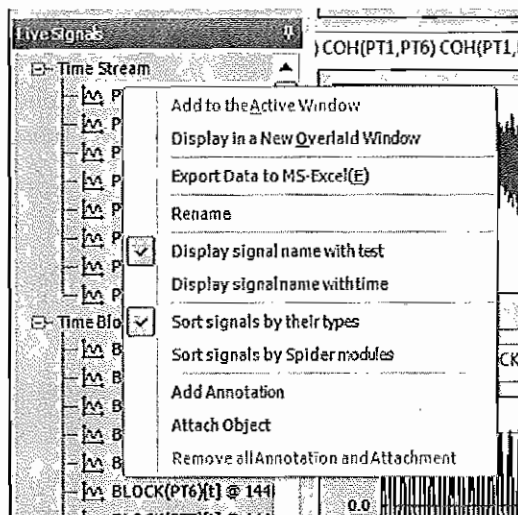 Live Signals
) COH(PT1,PT6) COH(PT1,
Time Stream
P
Add to the Active Window
P
Display in a New Overlaid Window
P
Export Data to MS-Excel(E)
P
Rename
P
Display signal name with test
P
Display signal name with time
P
Time Blo
Sort signals by their types
B
Sort signals by Spider modules
CK
B
Add Annotation
B
Attach Object
B
Remove all Annotation and Attachment
B
BLOCK(PT6)[t] @ 144
0.0